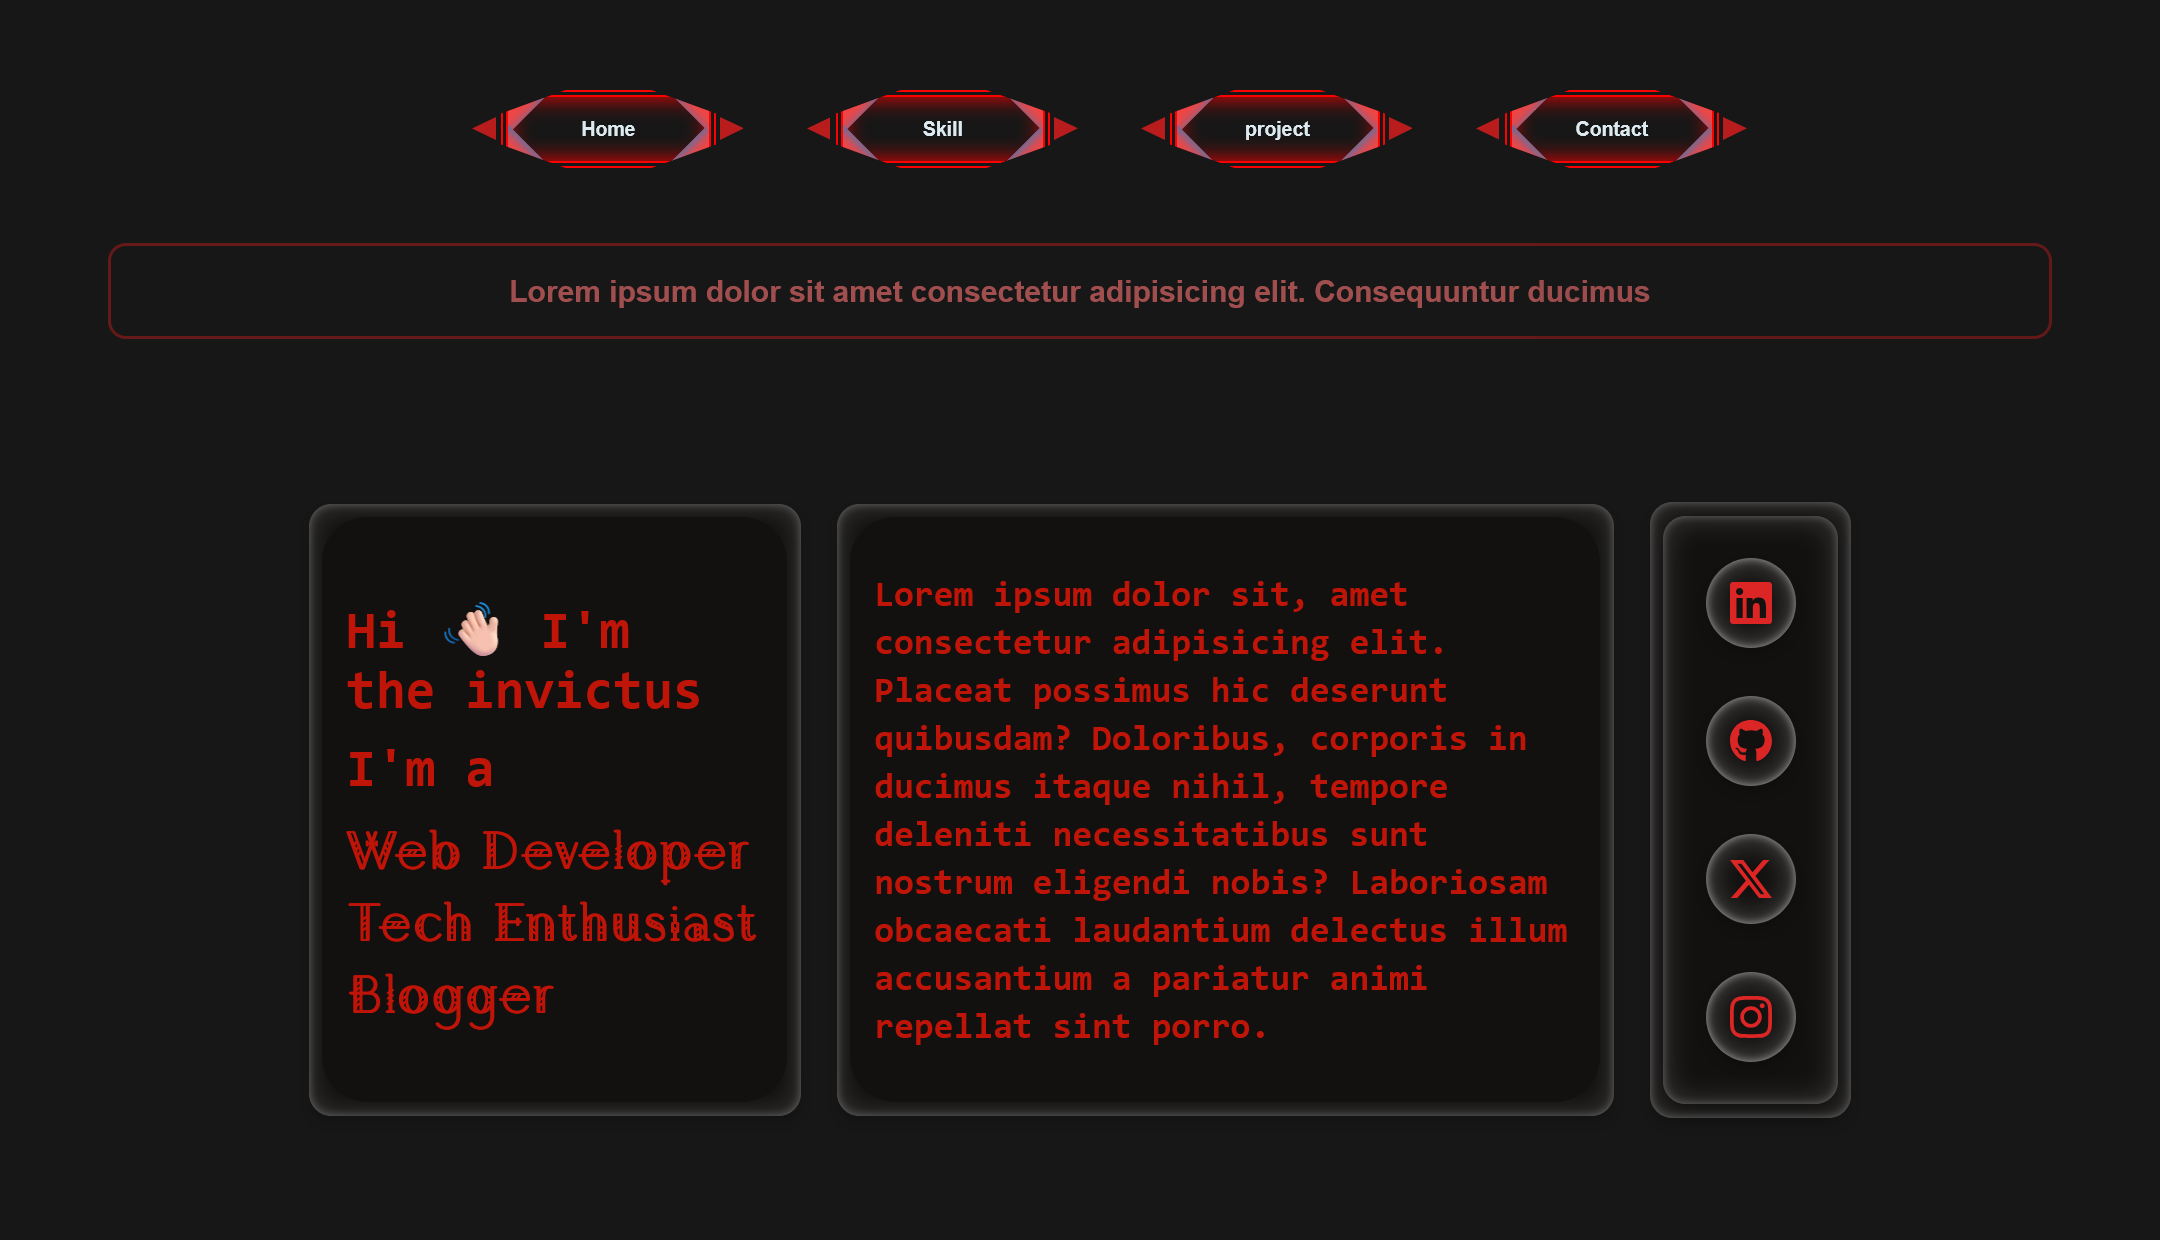 Home
Skill
project
Contact
Lorem ipsum dolor sit amet consectetur adipisicing elit. Consequuntur ducimus
Hi 👋🏻 I'm
the invictus
I'm a
Web Developer
Tech Enthusiast
Blogger
Lorem ipsum dolor sit, amet
consectetur adipisicing elit.
Placeat possimus hic deserunt
quibusdam? Doloribus, corporis in
ducimus itaque nihil, tempore
deleniti necessitatibus sunt
nostrum eligendi nobis? Laboriosam
obcaecati laudantium delectus illum
accusantium a pariatur animi
repellat sint porro.